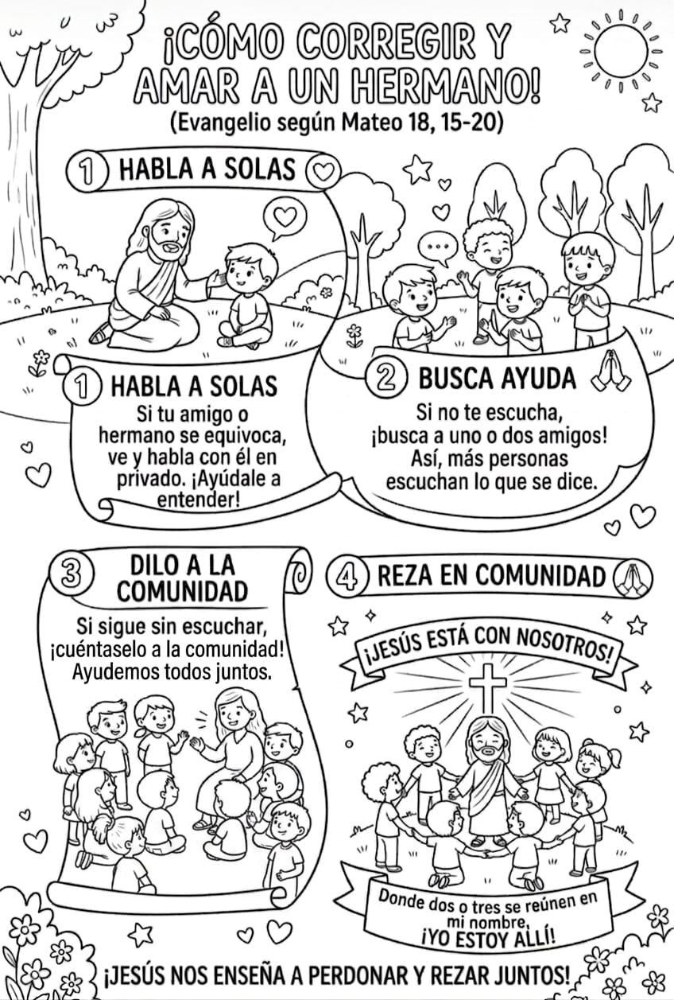 ¡CÓMO CORREGIR Y
AMAR A UN HERMANO!
(Evangelio según Mateo 18, 15-20)
1 HABLA A SOLAS
1 HABLA A SOLAS
Si tu amigo o
hermano se equivoca,
ve y habla con él en
privado. ¡Ayúdale a
entender!
2 BUSCA AYUDA
Si no te escucha,
¡busca a uno o dos amigos!
Así, más personas
escuchan lo que se dice.
3 DILO A LA
COMUNIDAD
Si sigue sin escuchar,
¡cuéntaselo a la comunidad!
Ayudemos todos juntos.
4 REZA EN COMUNIDAD
¡JESÚS ESTÁ CON NOSOTROS!
Donde dos o tres se reúnen en
mi nombre,
¡YO ESTOY ALLÍ!
¡JESÚS NOS ENSEÑA A PERDONAR Y REZAR JUNTOS!